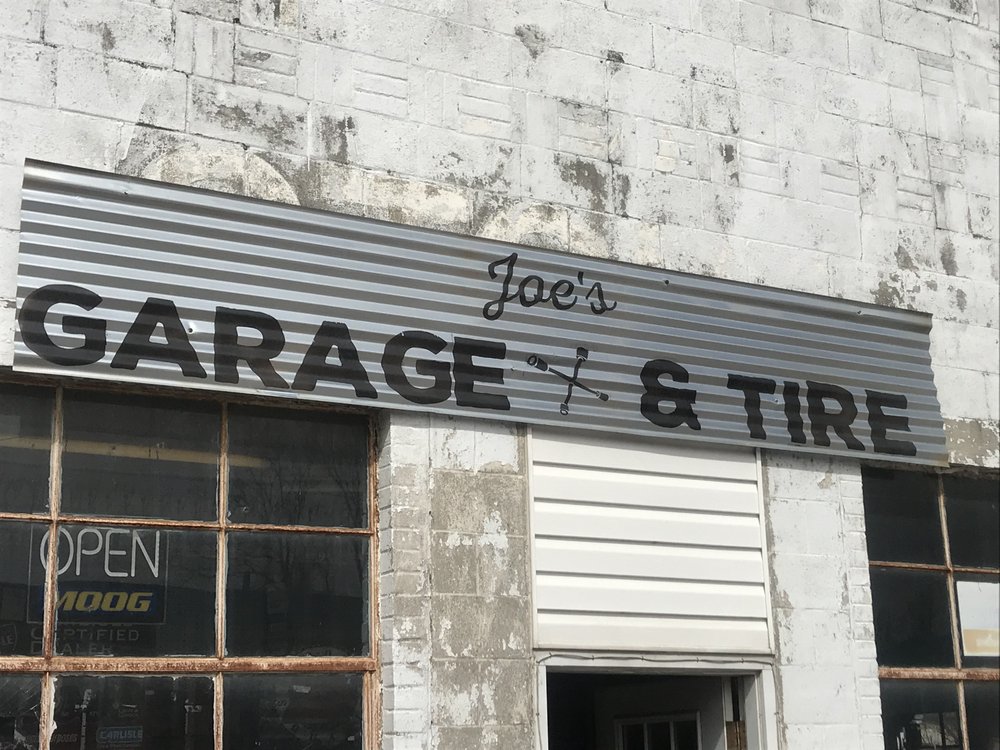 Joe's
GARAGE & TIRE
OPEN
MOOG
CERTIFIED
DEALER
CARLISLE